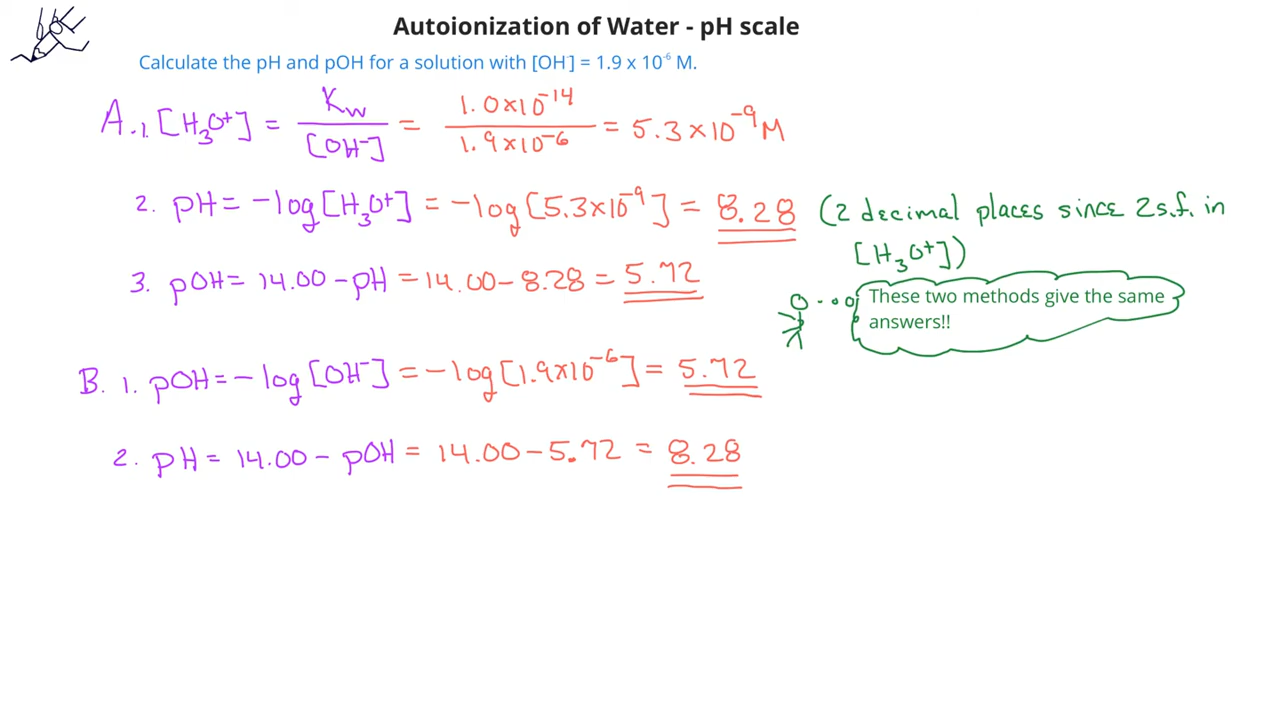 Autoionization of Water - pH scale
Calculate the pH and pOH for a solution with [OH⁻] = 1.9 x 10⁻⁶ M.
A. 1. [H₃O⁺] = Kw / [OH⁻] = 1.0×10⁻¹⁴ / 1.9×10⁻⁶ = 5.3×10⁻⁹ M
2. pH = -log[H₃O⁺] = -log[5.3×10⁻⁹] = 8.28 (2 decimal places since 2 s.f. in
[H₃O⁺])
3. pOH = 14.00 - pH = 14.00 - 8.28 = 5.72
These two methods give the same
answers!!
B. 1. pOH = -log[OH⁻] = -log[1.9×10⁻⁶] = 5.72
2. pH = 14.00 - pOH = 14.00 - 5.72 = 8.28